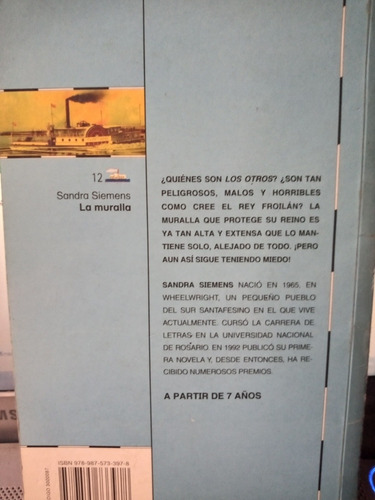 12
Sandra Siemens
La muralla
¿QUIÉNES SON LOS OTROS? ¿SON TAN
PELIGROSOS, MALOS Y HORRIBLES
COMO CREE EL REY FROILÁN? LA
MURALLA QUE PROTEGE SU REINO ES
YA TAN ALTA Y EXTENSA QUE LO MAN-
TIENE SOLO, ALEJADO DE TODO. ¡PERO
AUN ASÍ SIGUE TENIENDO MIEDO!
SANDRA SIEMENS NACIÓ EN 1965. EN
WHEELWRIGHT, UN PEQUEÑO PUEBLO
DEL SUR SANTAFESINO EN EL QUE VIVE
ACTUALMENTE. CURSÓ LA CARRERA DE
LETRAS EN LA UNIVERSIDAD NACIONAL
DE ROSARIO. EN 1992 PUBLICÓ SU PRIME-
RA NOVELA Y, DESDE ENTONCES, HA RE-
CIBIDO NUMEROSOS PREMIOS.
A PARTIR DE 7 AÑOS
ISBN 978-987-573-397-8